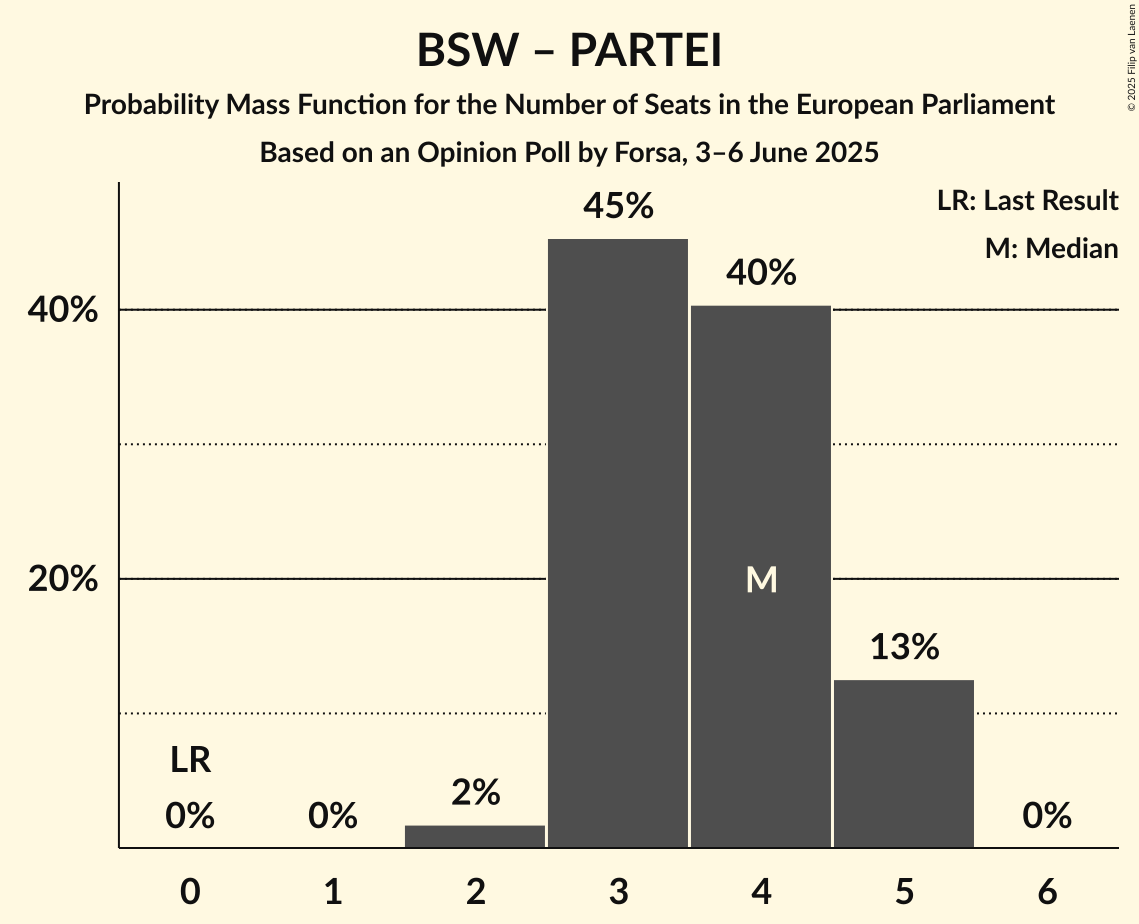 BSW – PARTEI
Probability Mass Function for the Number of Seats in the European Parliament
Based on an Opinion Poll by Forsa, 3–6 June 2025
© 2025 Filip van Laenen
LR: Last Result
M: Median
45%
40%
40%
20%
M
13%
LR
0%
0%
2%
0%
0
1
2
3
4
5
6